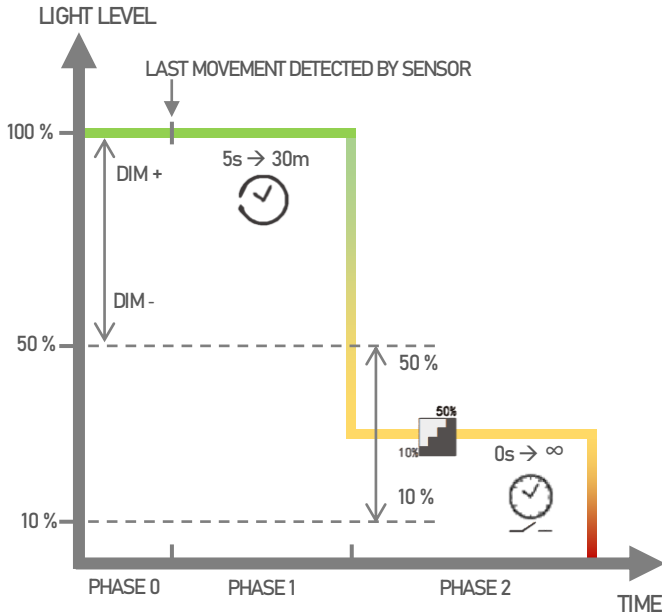 LIGHT LEVEL
LAST MOVEMENT DETECTED BY SENSOR
100 %
5s → 30m
DIM +
DIM -
50 %
50 %
50%
10%
0s → ∞
10 %
10 %
PHASE 0
PHASE 1
PHASE 2
TIME